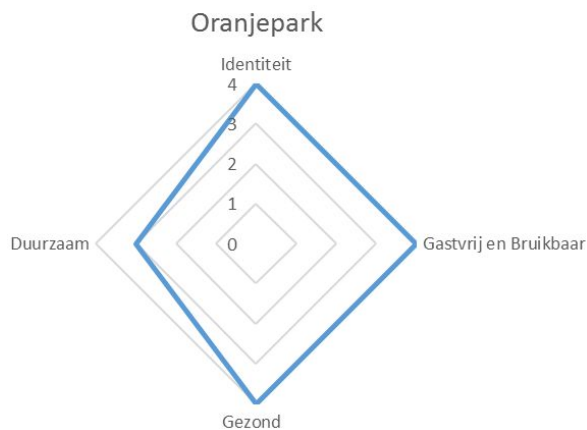 Oranjepark
Identiteit
4
3
2
1
0
Duurzaam
Gastvrij en Bruikbaar
Gezond